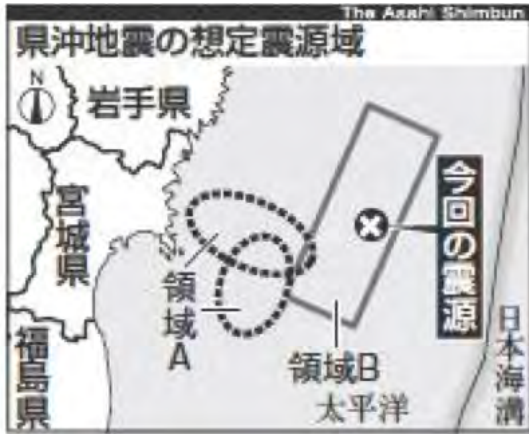 The Asahi Shimbun
県沖地震の想定震源域
N
岩手県
宮城県
福島県
領域A
領域B
今回の震源
太平洋
日本海溝